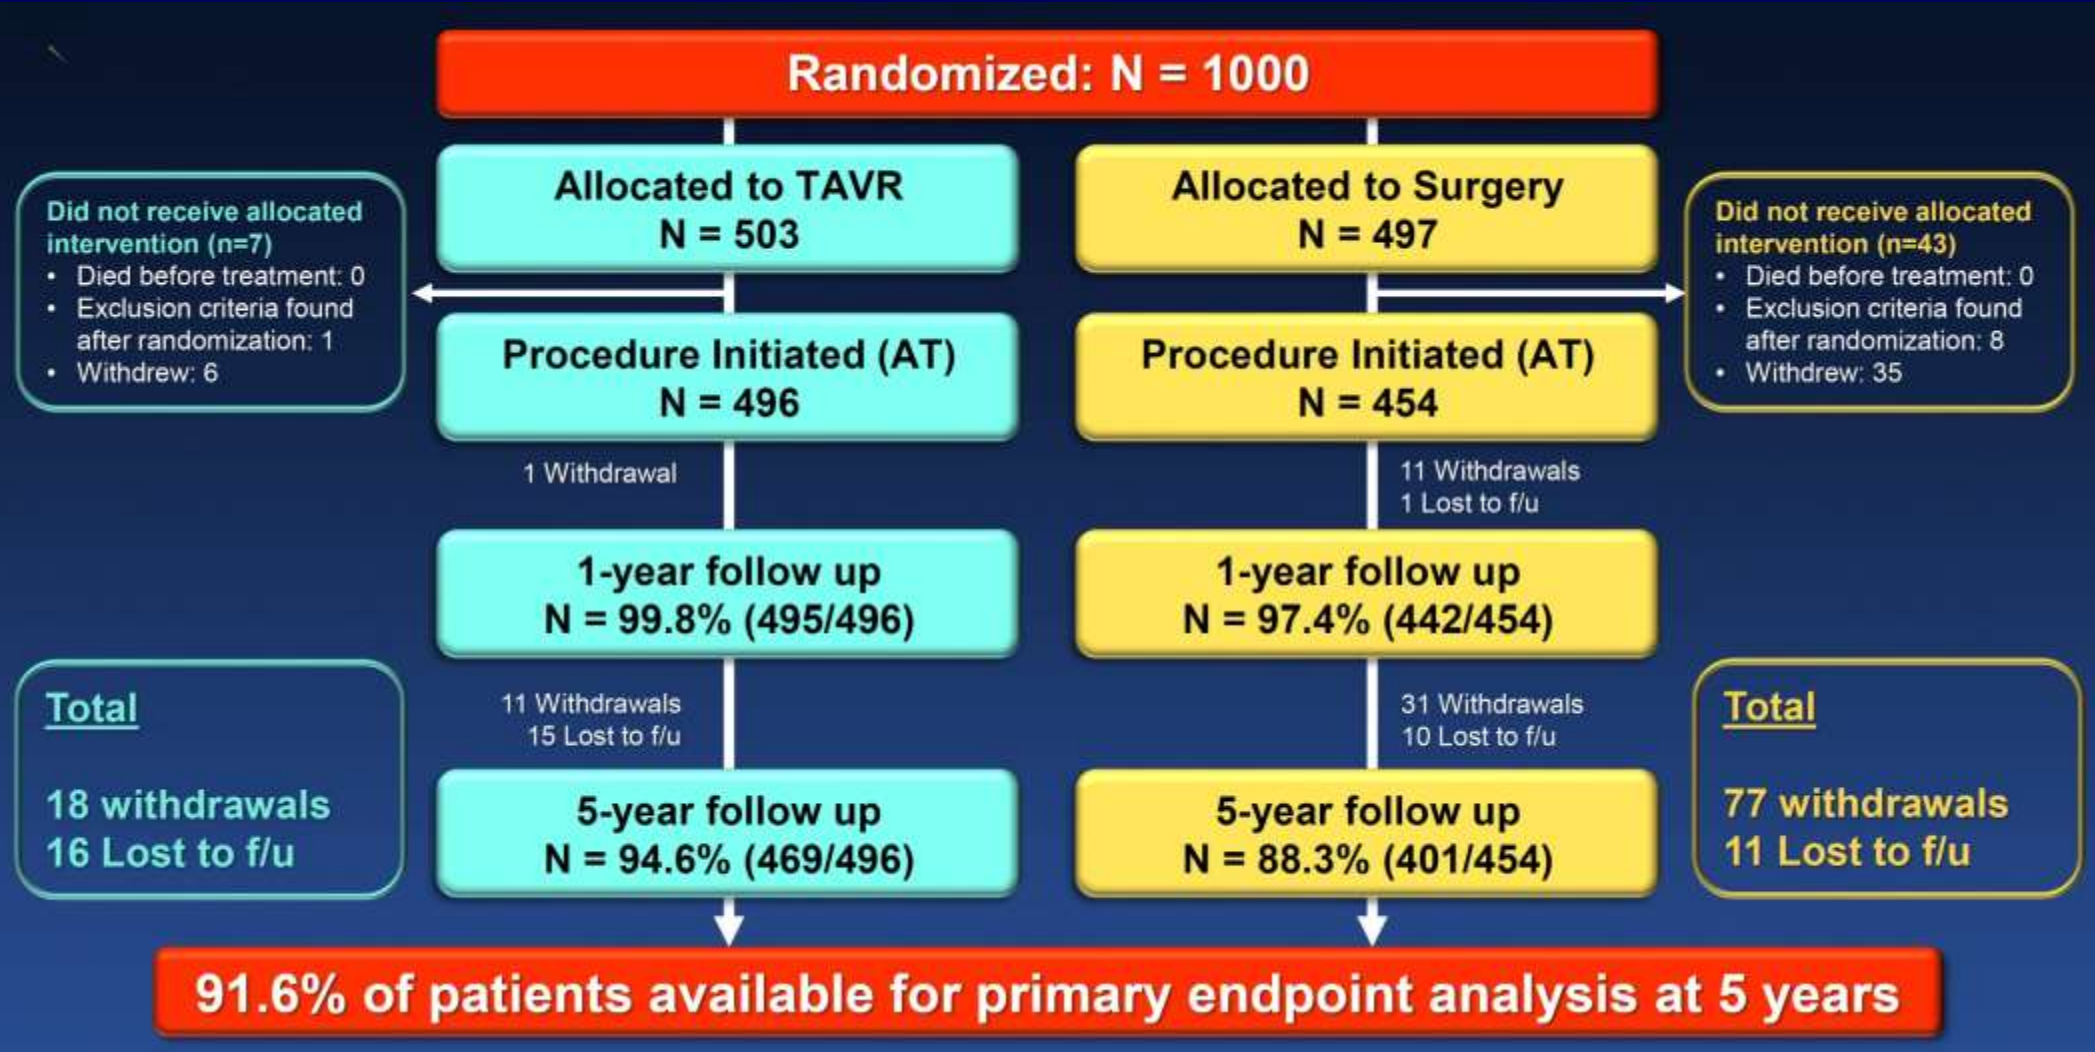 Randomized: N = 1000
Allocated to TAVR
N = 503
Allocated to Surgery
N = 497
Did not receive allocated
intervention (n=7)
• Died before treatment: 0
• Exclusion criteria found
after randomization: 1
• Withdrew: 6
Did not receive allocated
intervention (n=43)
• Died before treatment: 0
• Exclusion criteria found
after randomization: 8
• Withdrew: 35
Procedure Initiated (AT)
N = 496
Procedure Initiated (AT)
N = 454
1 Withdrawal
11 Withdrawals
1 Lost to f/u
1-year follow up
N = 99.8% (495/496)
1-year follow up
N = 97.4% (442/454)
11 Withdrawals
15 Lost to f/u
31 Withdrawals
10 Lost to f/u
Total
18 withdrawals
16 Lost to f/u
5-year follow up
N = 94.6% (469/496)
5-year follow up
N = 88.3% (401/454)
Total
77 withdrawals
11 Lost to f/u
91.6% of patients available for primary endpoint analysis at 5 years